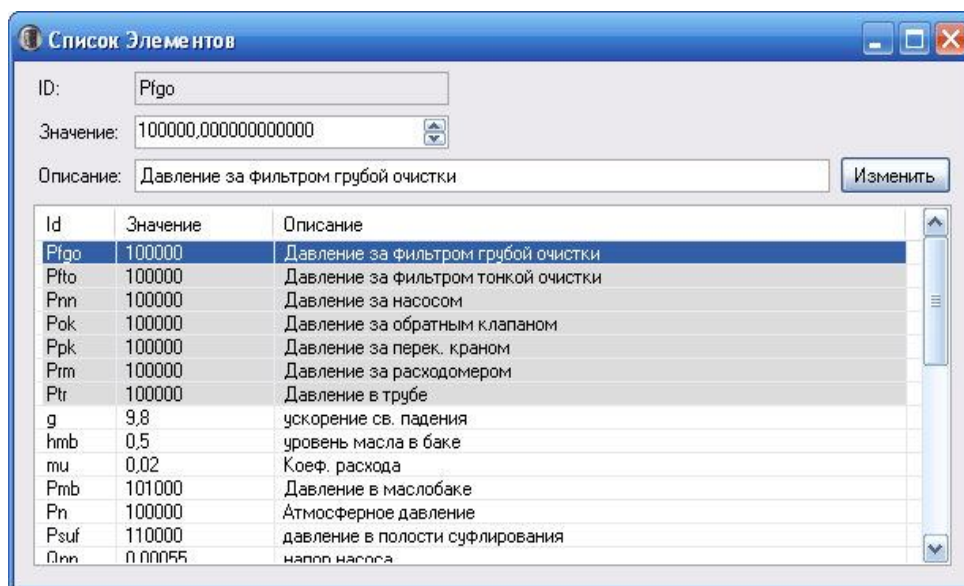 Список Элементов
ID: Pfgo
Значение: 100000,000000000000
Описание: Давление за фильтром грубой очистки Изменить
Id Значение Описание
Pfgo 100000 Давление за фильтром грубой очистки
Pfto 100000 Давление за фильтром тонкой очистки
Pnn 100000 Давление за насосом
Pok 100000 Давление за обратным клапаном
Ppk 100000 Давление за перек. краном
Prm 100000 Давление за расходомером
Ptr 100000 Давление в трубе
g 9,8 ускорение св. падения
hmb 0,5 уровень масла в баке
mu 0,02 Коеф. расхода
Pmb 101000 Давление в маслобаке
Pn 100000 Атмосферное давление
Psuf 110000 давление в полости суфлирования
Qnn 0,00055 напор насоса